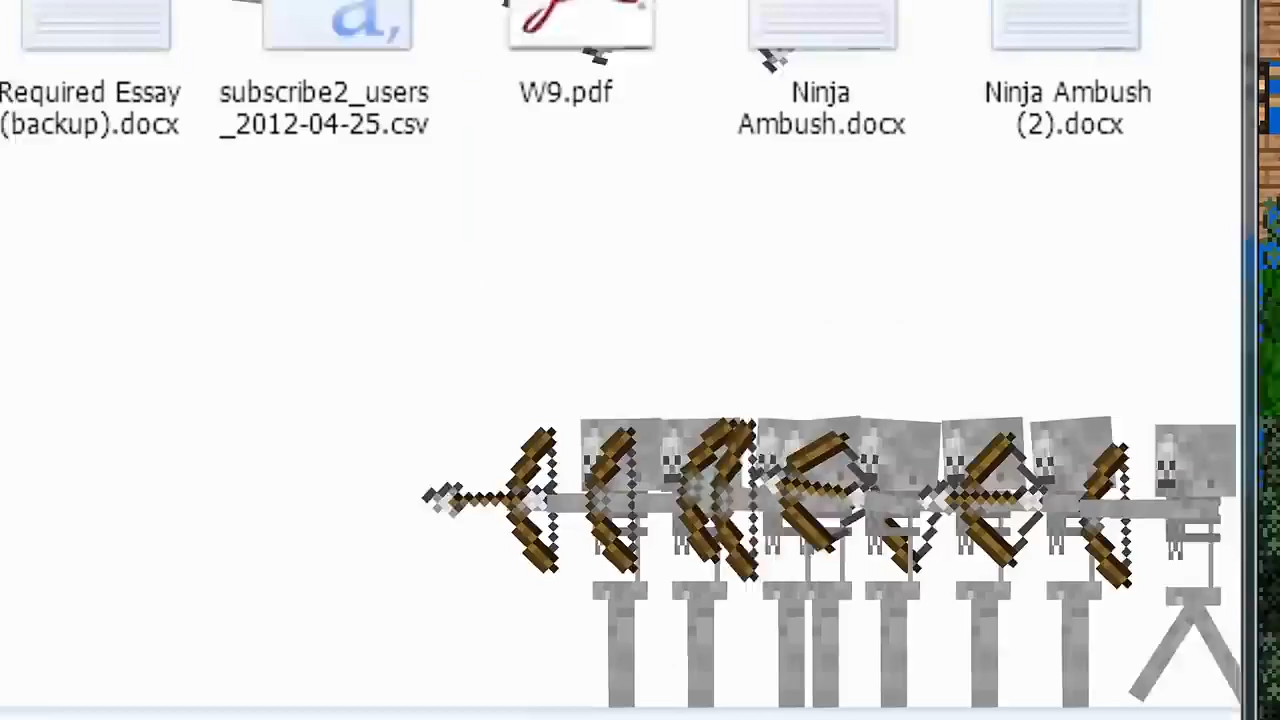 Required Essay
(backup).docx
subscribe2_users
_2012-04-25.csv
W9.pdf
Ninja
Ambush.docx
Ninja Ambush
(2).docx
a,